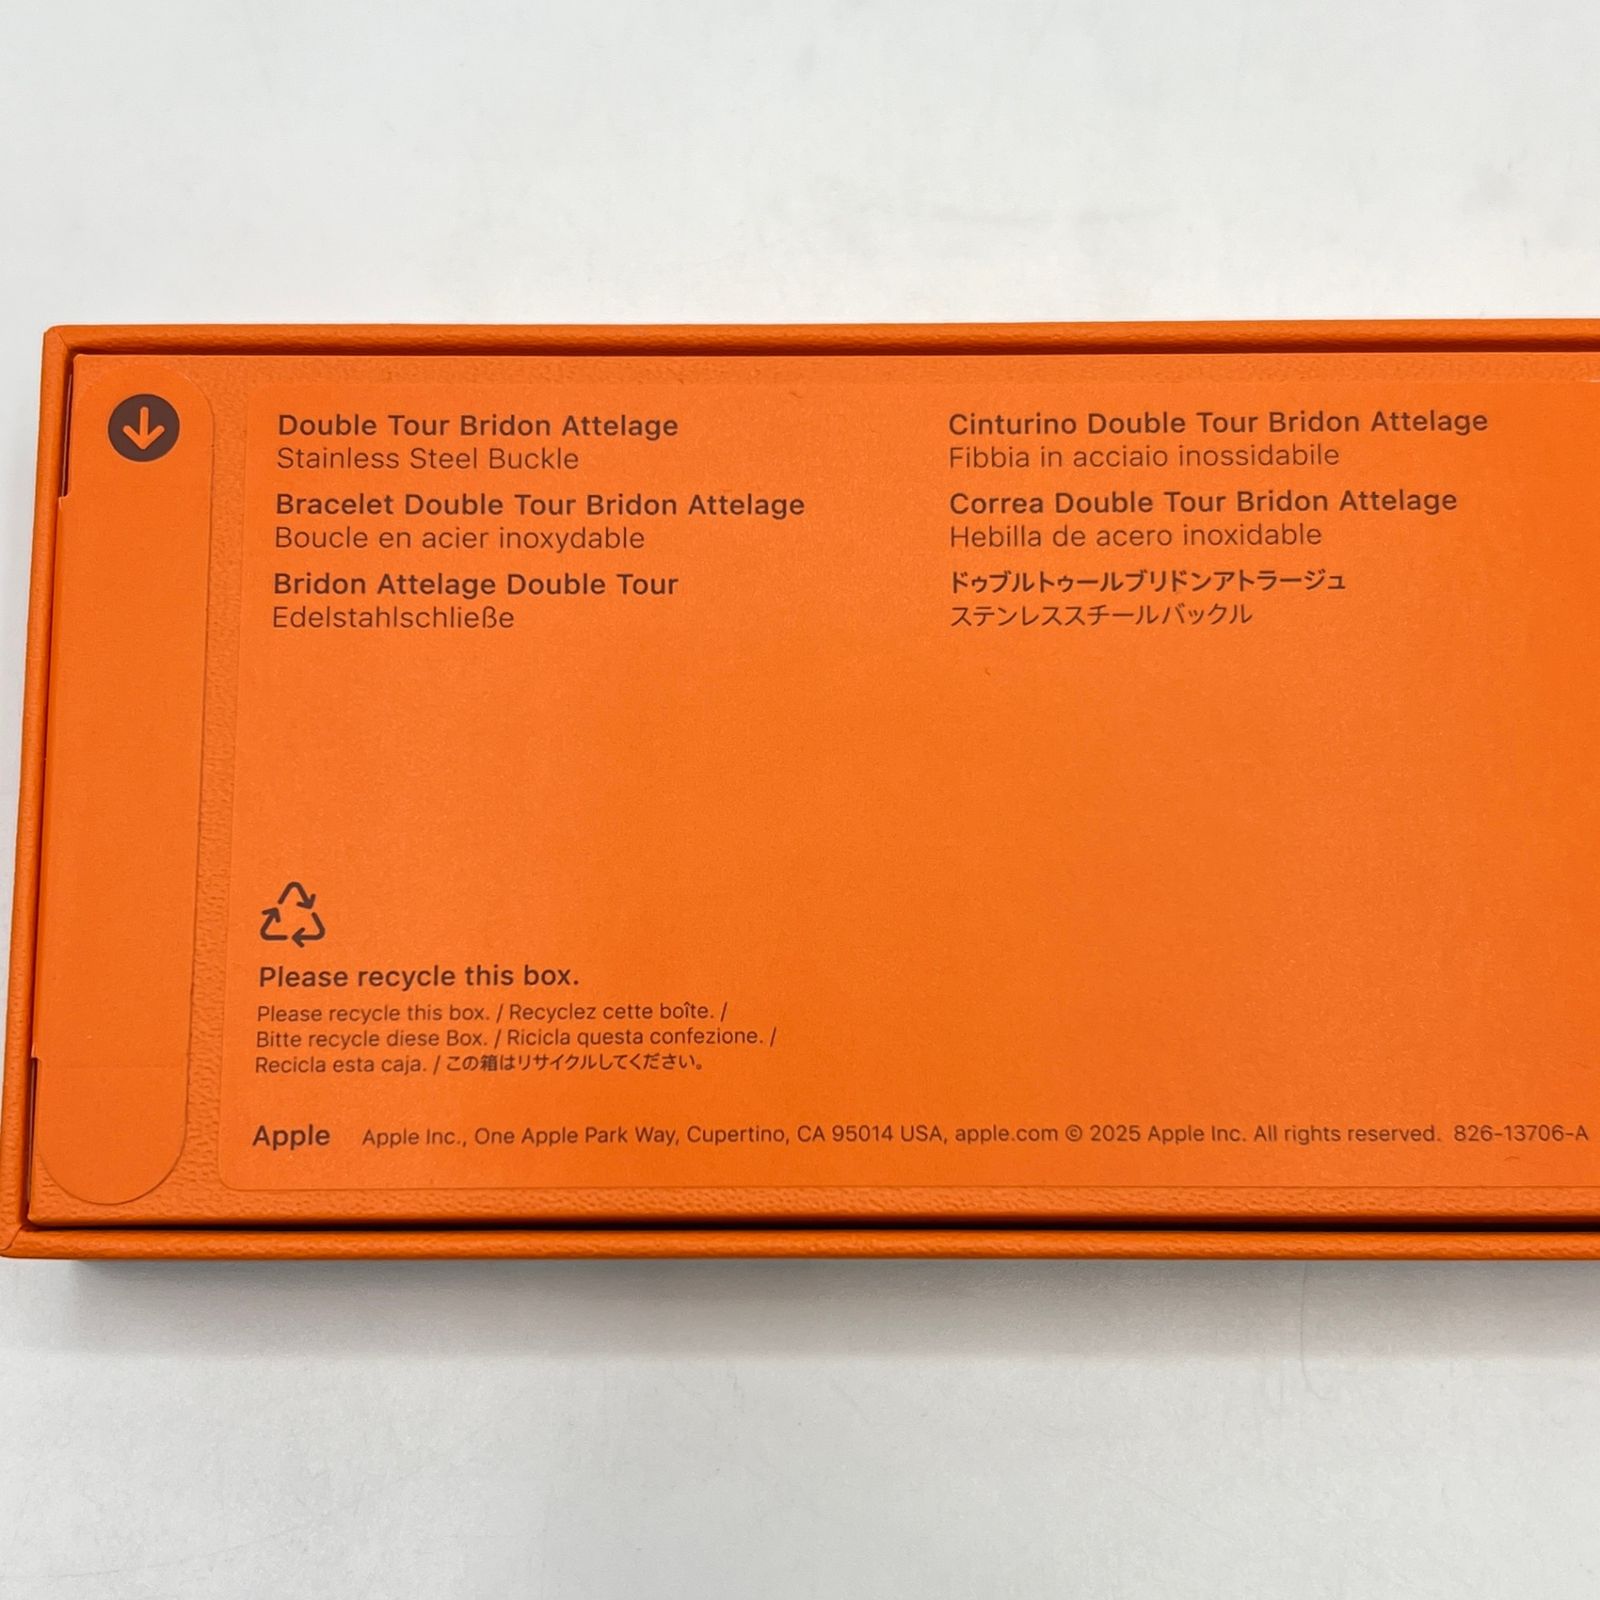 Double Tour Bridon Attelage
Stainless Steel Buckle
Bracelet Double Tour Bridon Attelage
Boucle en acier inoxydable
Bridon Attelage Double Tour
Edelstahlschließe
Cinturino Double Tour Bridon Attelage
Fibbia in acciaio inossidabile
Correa Double Tour Bridon Attelage
Hebilla de acero inoxidable
ドゥブルトゥールブリドンアトラージュ
ステンレススチールバックル
Please recycle this box.
Please recycle this box. / Recyclez cette boîte. /
Bitte recycle diese Box. / Ricicla questa confezione. /
Recicla esta caja. / この箱はリサイクルしてください。
Apple Apple Inc., One Apple Park Way, Cupertino, CA 95014 USA, apple.com © 2025 Apple Inc. All rights reserved. 826-13706-A